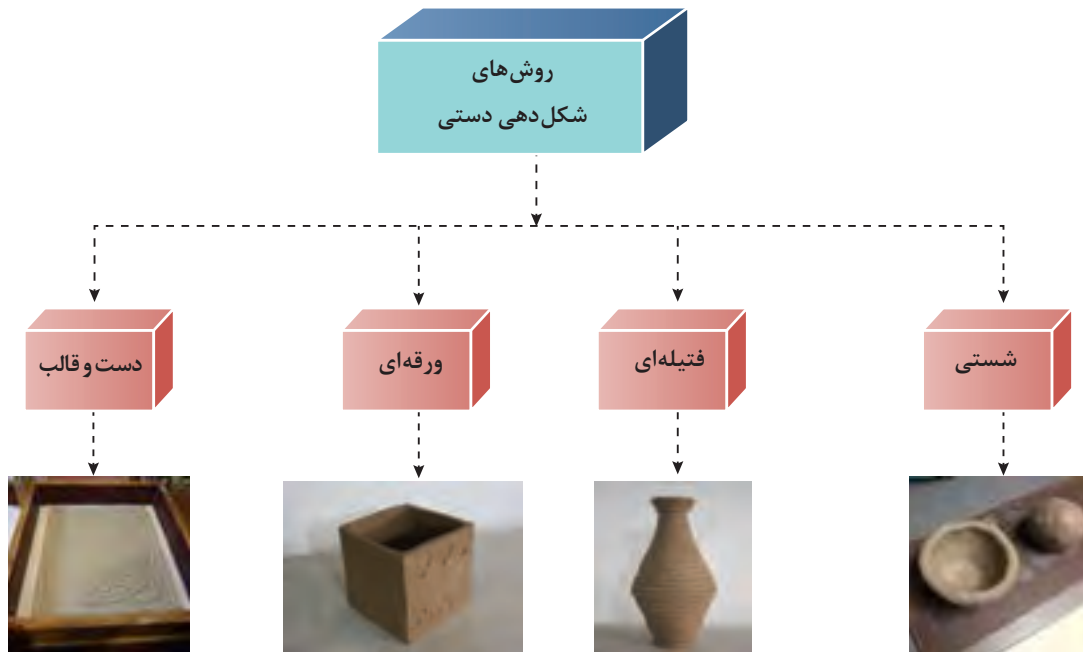 روش‌های
شکل‌دهی دستی
شستی
فتیله‌ای
ورقه‌ای
دست و قالب